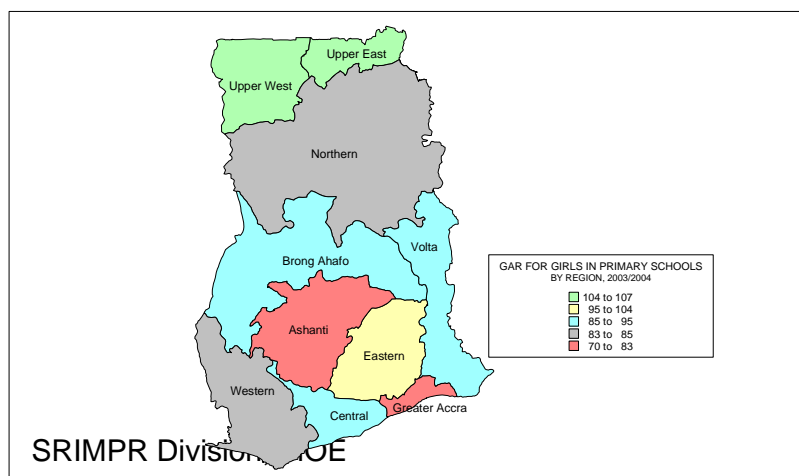 Upper East
Upper West
Northern
Volta
Brong Ahafo
GAR FOR GIRLS IN PRIMARY SCHOOLS
BY REGION, 2003/2004
104 to 107
95 to 104
85 to 95
83 to 85
70 to 83
Ashanti
Eastern
Western
Greater Accra
Central
SRIMPR Division